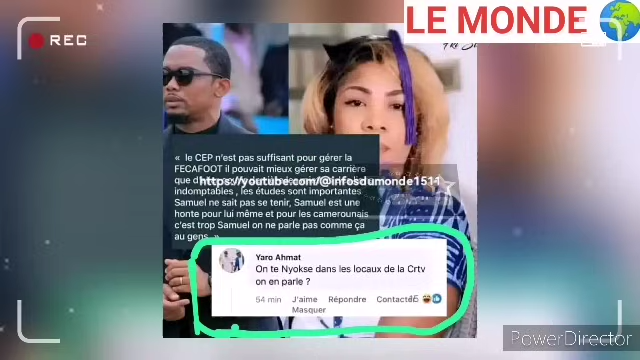 LE MONDE
REC
« le CEP n'est pas suffisant pour gérer la
FECAFOOT il pouvait mieux gérer sa carrière
que d'
https://youtube.com/@infosdumonde1511
indomptables , les études sont importantes
Samuel ne sait pas se tenir, Samuel est une
honte pour lui même et pour les camerounais
c'est trop Samuel on ne parle pas comme ça
au gens. »
Yaro Ahmat
On te Nyokse dans les locaux de la Crtv
on en parle ?
54 min J'aime Répondre Contacter 15
Masquer
PowerDirector